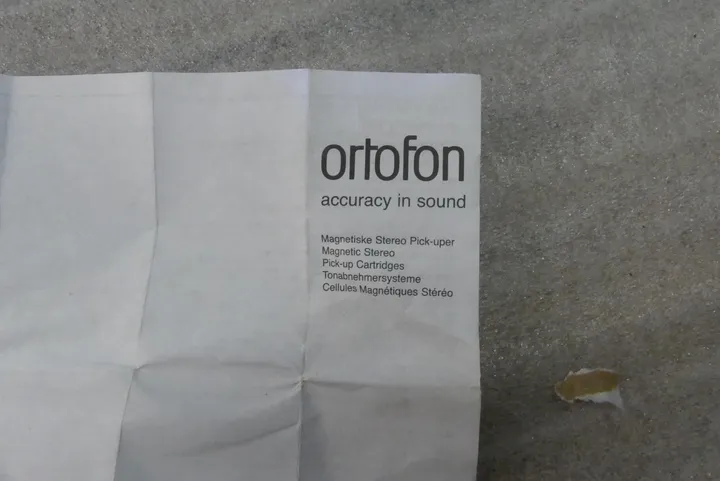 ortofon
accuracy in sound
Magnetiske Stereo Pick-uper
Magnetic Stereo
Pick-up Cartridges
Tonabnehmersysteme
Cellules Magnétiques Stéréo